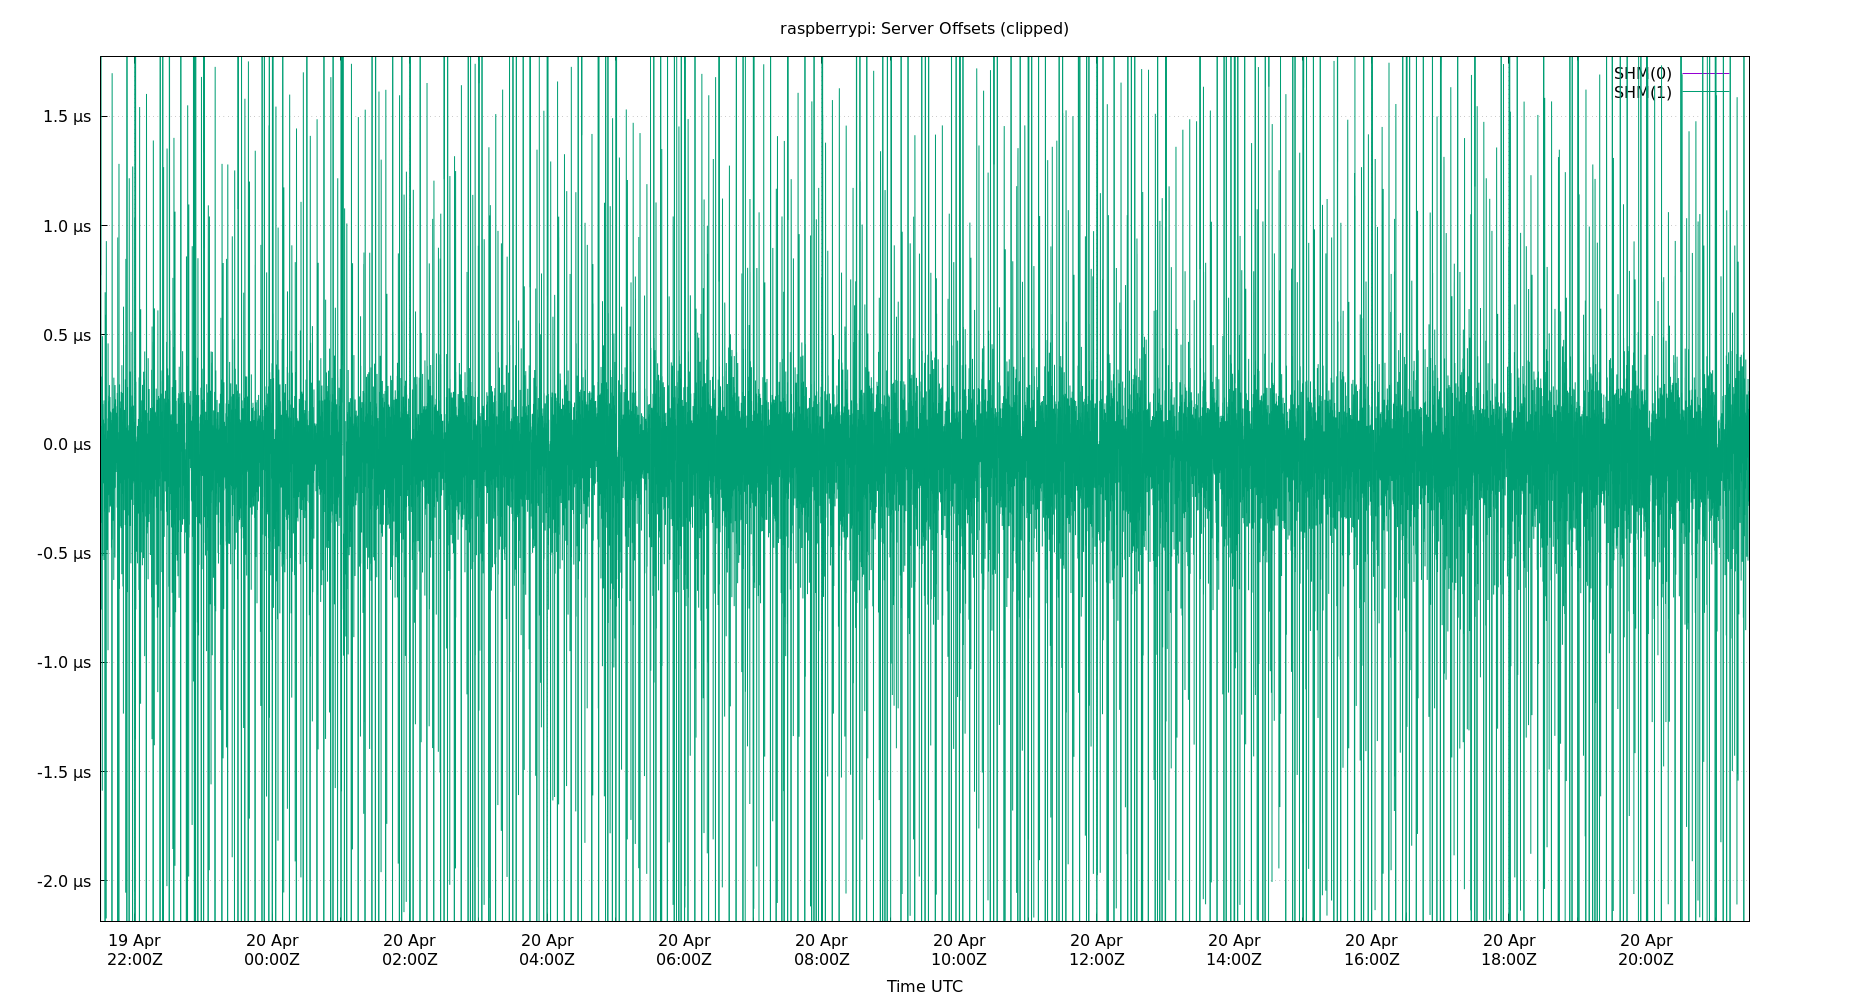 raspberrypi: Server Offsets (clipped)
SHM(0)
SHM(1)
1.5 µs
1.0 µs
0.5 µs
0.0 µs
-0.5 µs
-1.0 µs
-1.5 µs
-2.0 µs
19 Apr 20 Apr 20 Apr 20 Apr 20 Apr 20 Apr 20 Apr 20 Apr 20 Apr 20 Apr 20 Apr 20 Apr
22:00Z 00:00Z 02:00Z 04:00Z 06:00Z 08:00Z 10:00Z 12:00Z 14:00Z 16:00Z 18:00Z 20:00Z
Time UTC